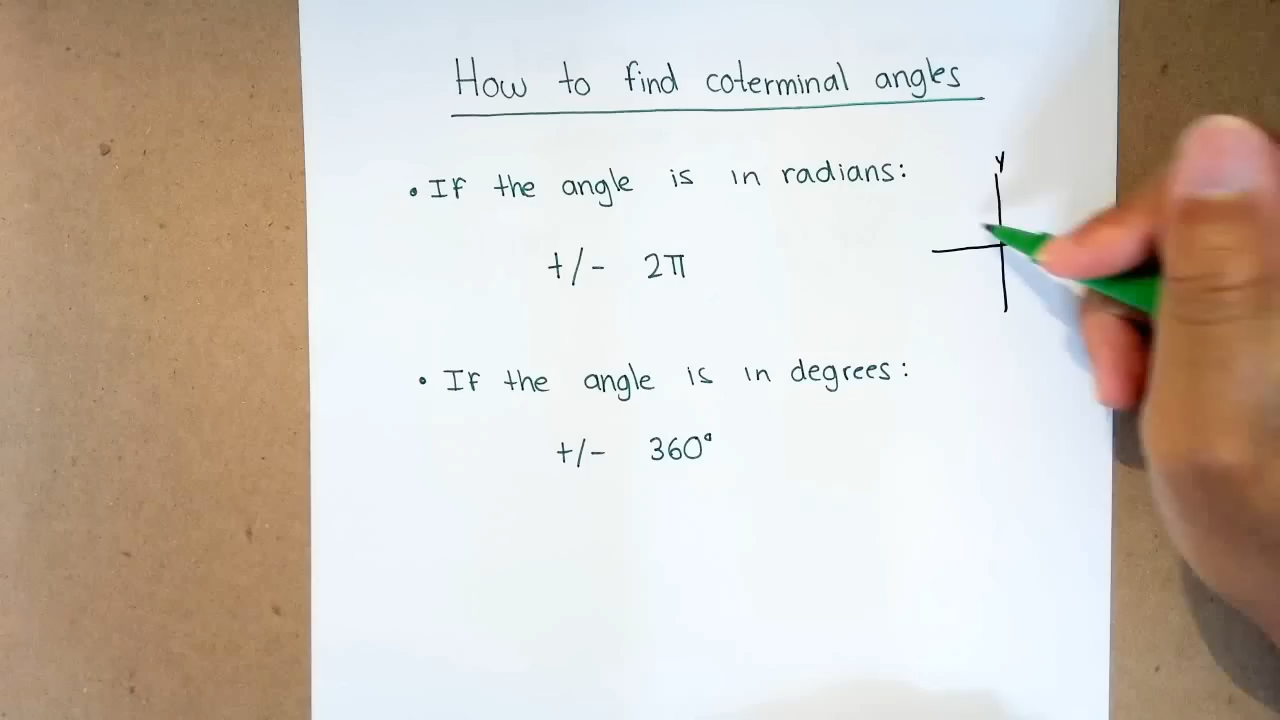 How to find coterminal angles
• If the angle is in radians:
y
+/- 2π
• If the angle is in degrees:
+/- 360°